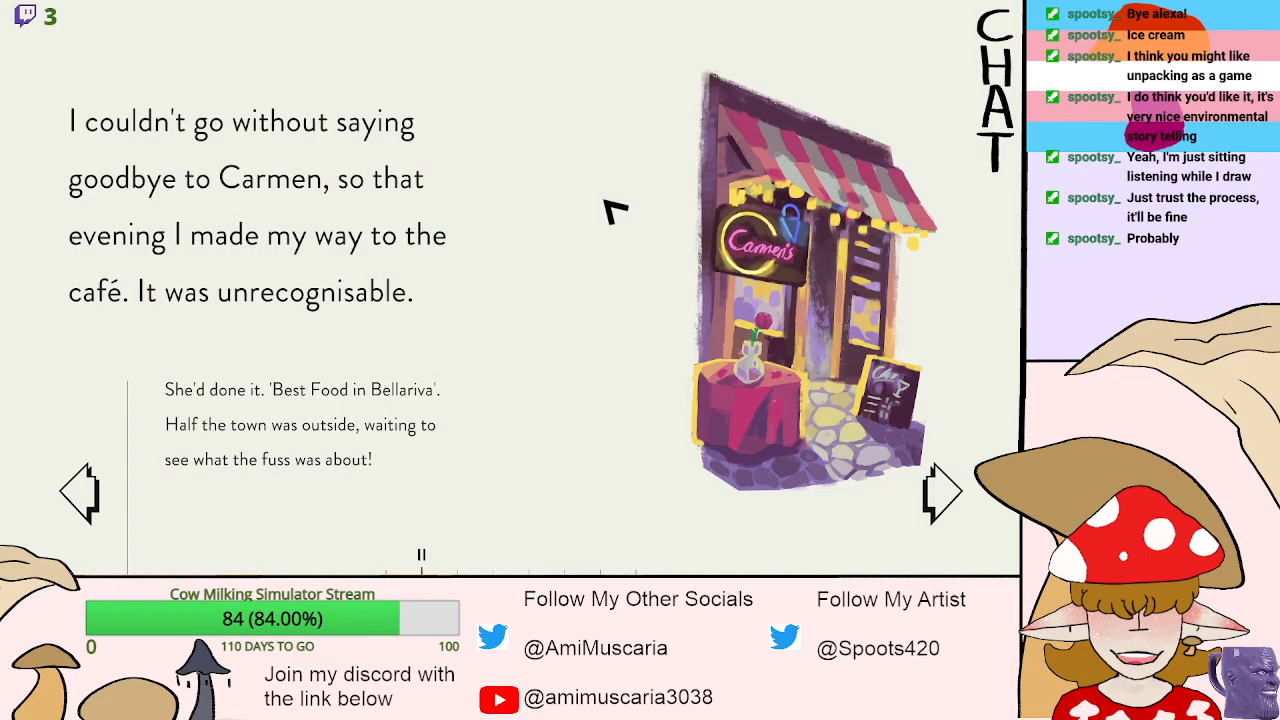 3
I couldn't go without saying
goodbye to Carmen, so that
evening I made my way to the
café. It was unrecognisable.
She'd done it. 'Best Food in Bellariva'.
Half the town was outside, waiting to
see what the fuss was about!
Carmen's
CHAT
spootsy_ Bye alexa!
spootsy_ Ice cream
spootsy_ I think you might like
unpacking as a game
spootsy_ I do think you'd like it, it's
very nice environmental
story telling
spootsy_ Yeah, I'm just sitting
listening while I draw
spootsy_ Just trust the process,
it'll be fine
spootsy_ Probably
Cow Milking Simulator Stream
84 (84.00%)
0 110 DAYS TO GO 100
Join my discord with
the link below
Follow My Other Socials
@AmiMuscaria
@amimuscaria3038
Follow My Artist
@Spoots420